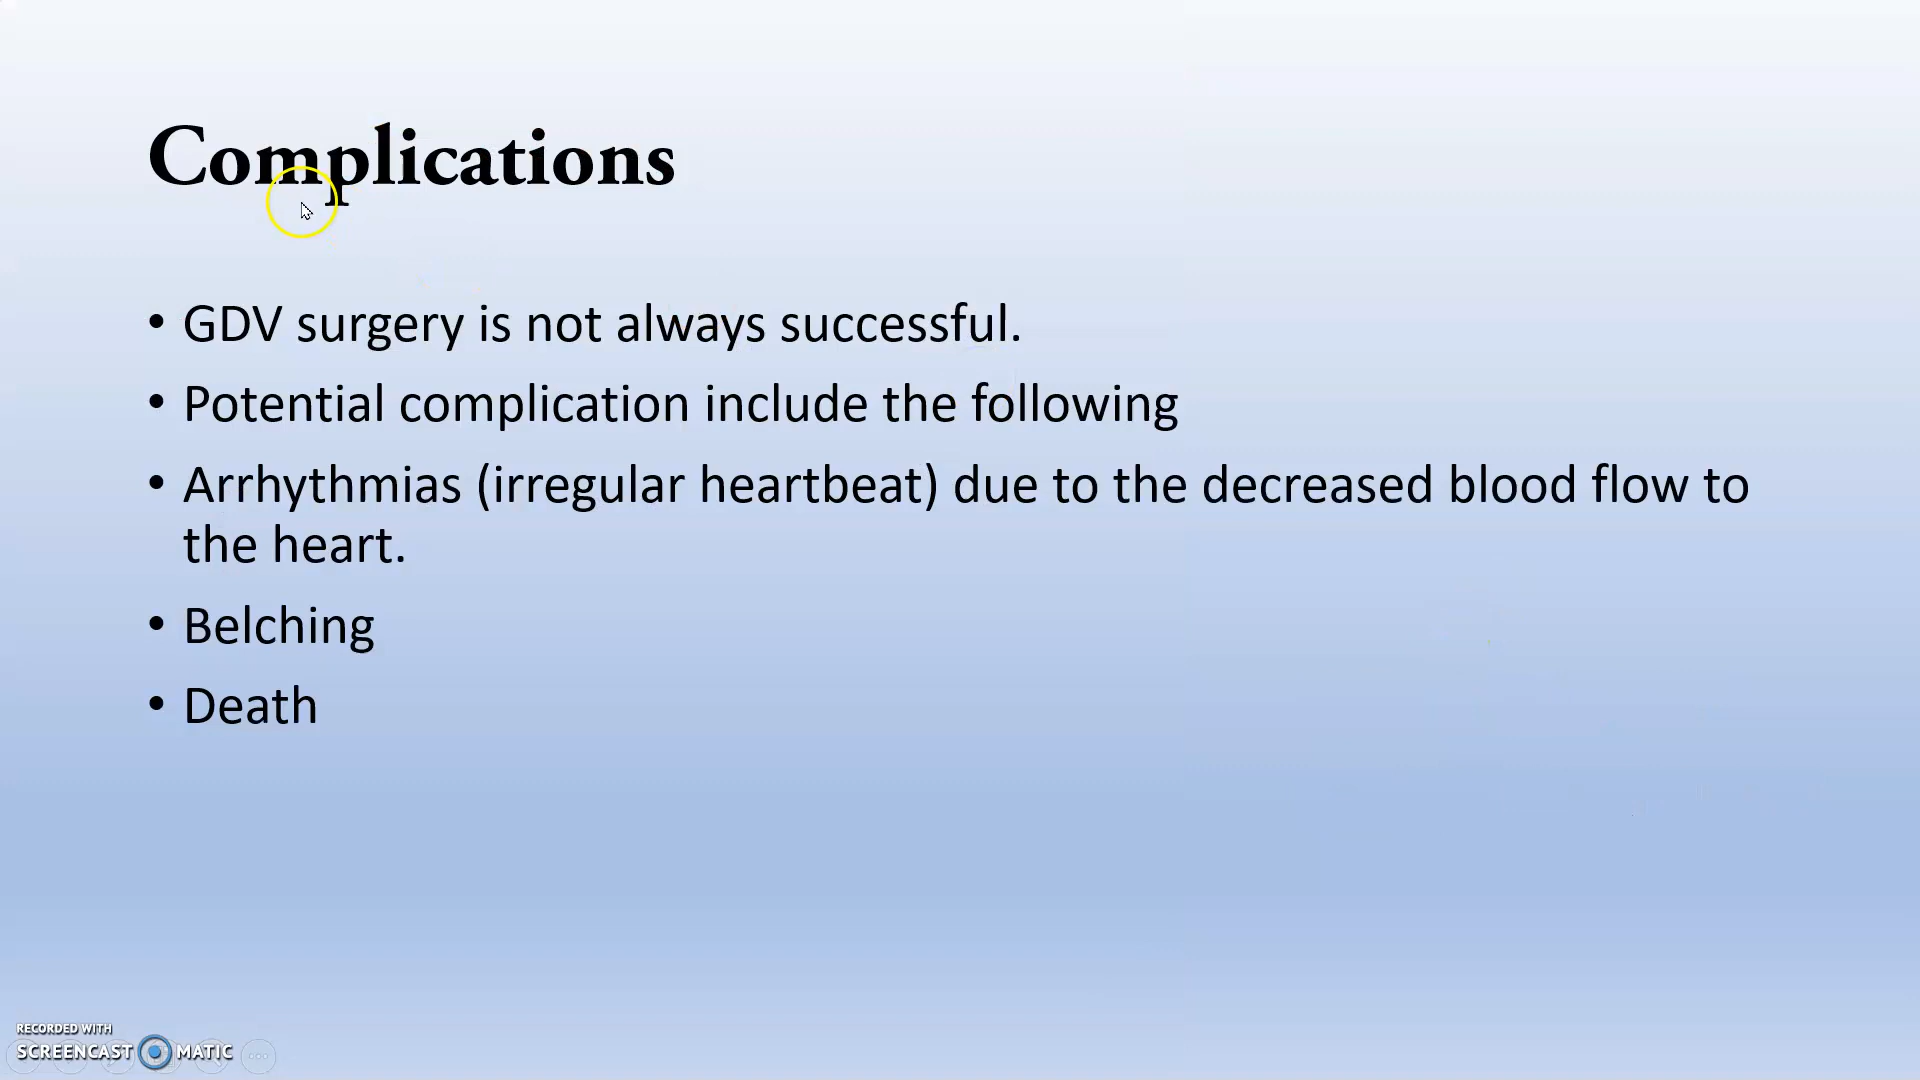 Complications
• GDV surgery is not always successful.
• Potential complication include the following
• Arrhythmias (irregular heartbeat) due to the decreased blood flow to
the heart.
• Belching
• Death
RECORDED WITH
SCREENCAST MATIC